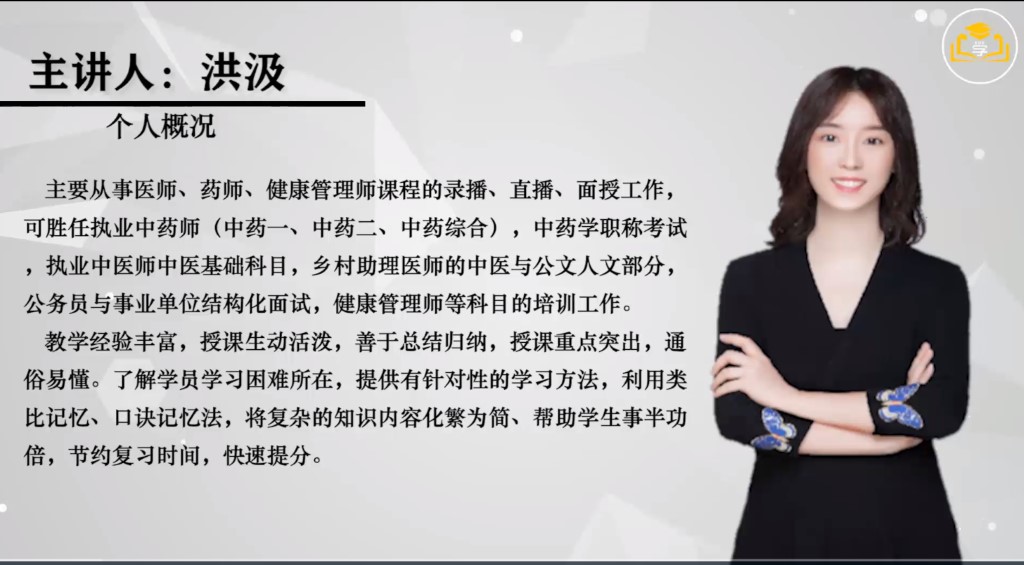 主讲人：洪汲
个人概况
主要从事医师、药师、健康管理师课程的录播、直播、面授工作，
可胜任执业中药师（中药一、中药二、中药综合），中药学职称考试
，执业中医师中医基础科目，乡村助理医师的中医与公文人文部分，
公务员与事业单位结构化面试，健康管理师等科目的培训工作。
教学经验丰富，授课生动活泼，善于总结归纳，授课重点突出，通
俗易懂。了解学员学习困难所在，提供有针对性的学习方法，利用类
比记忆、口诀记忆法，将复杂的知识内容化繁为简、帮助学生事半功
倍，节约复习时间，快速提分。
学